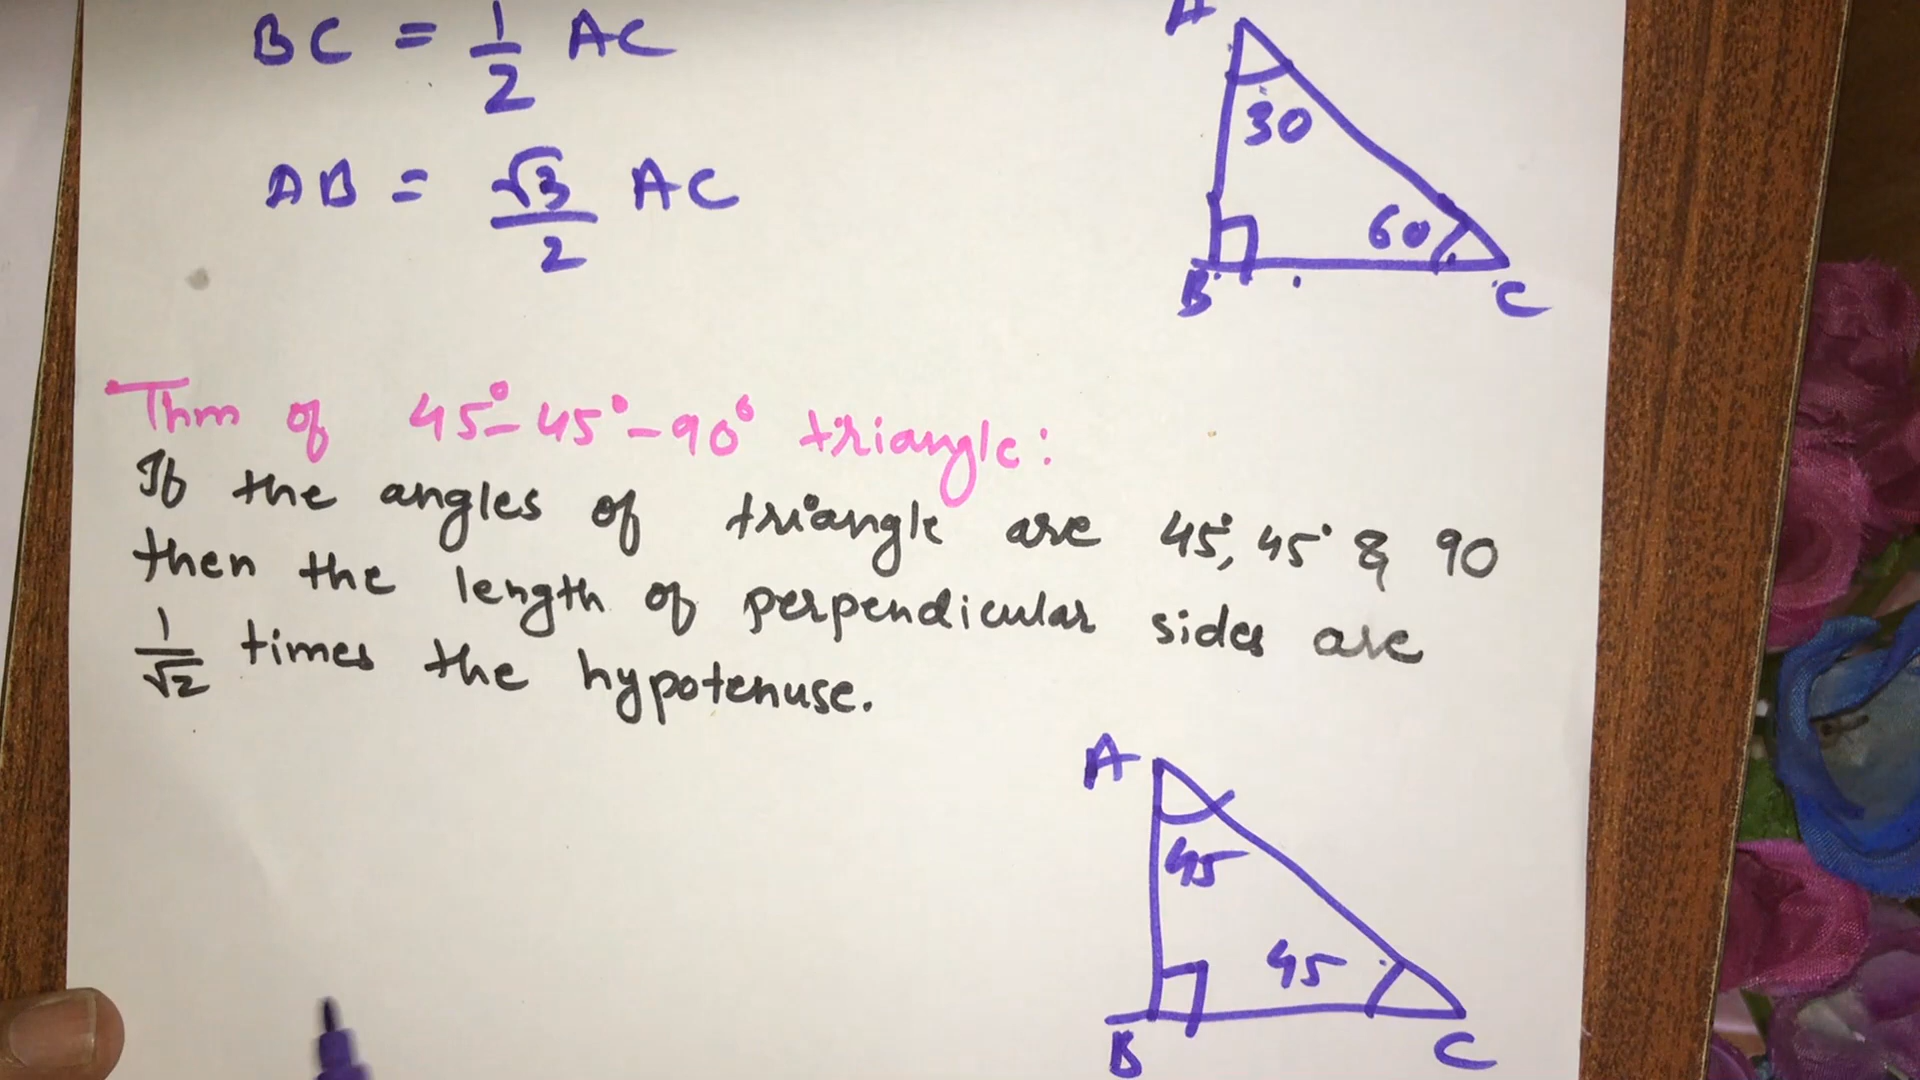 BC = 1/2 AC
AB = √3/2 AC
A
30
60
B
C
Thm of 45°-45°-90° triangle:
If the angles of triangle are 45°, 45° & 90
then the length of perpendicular sides are
1/√2 times the hypotenuse.
A
45
45
B
C